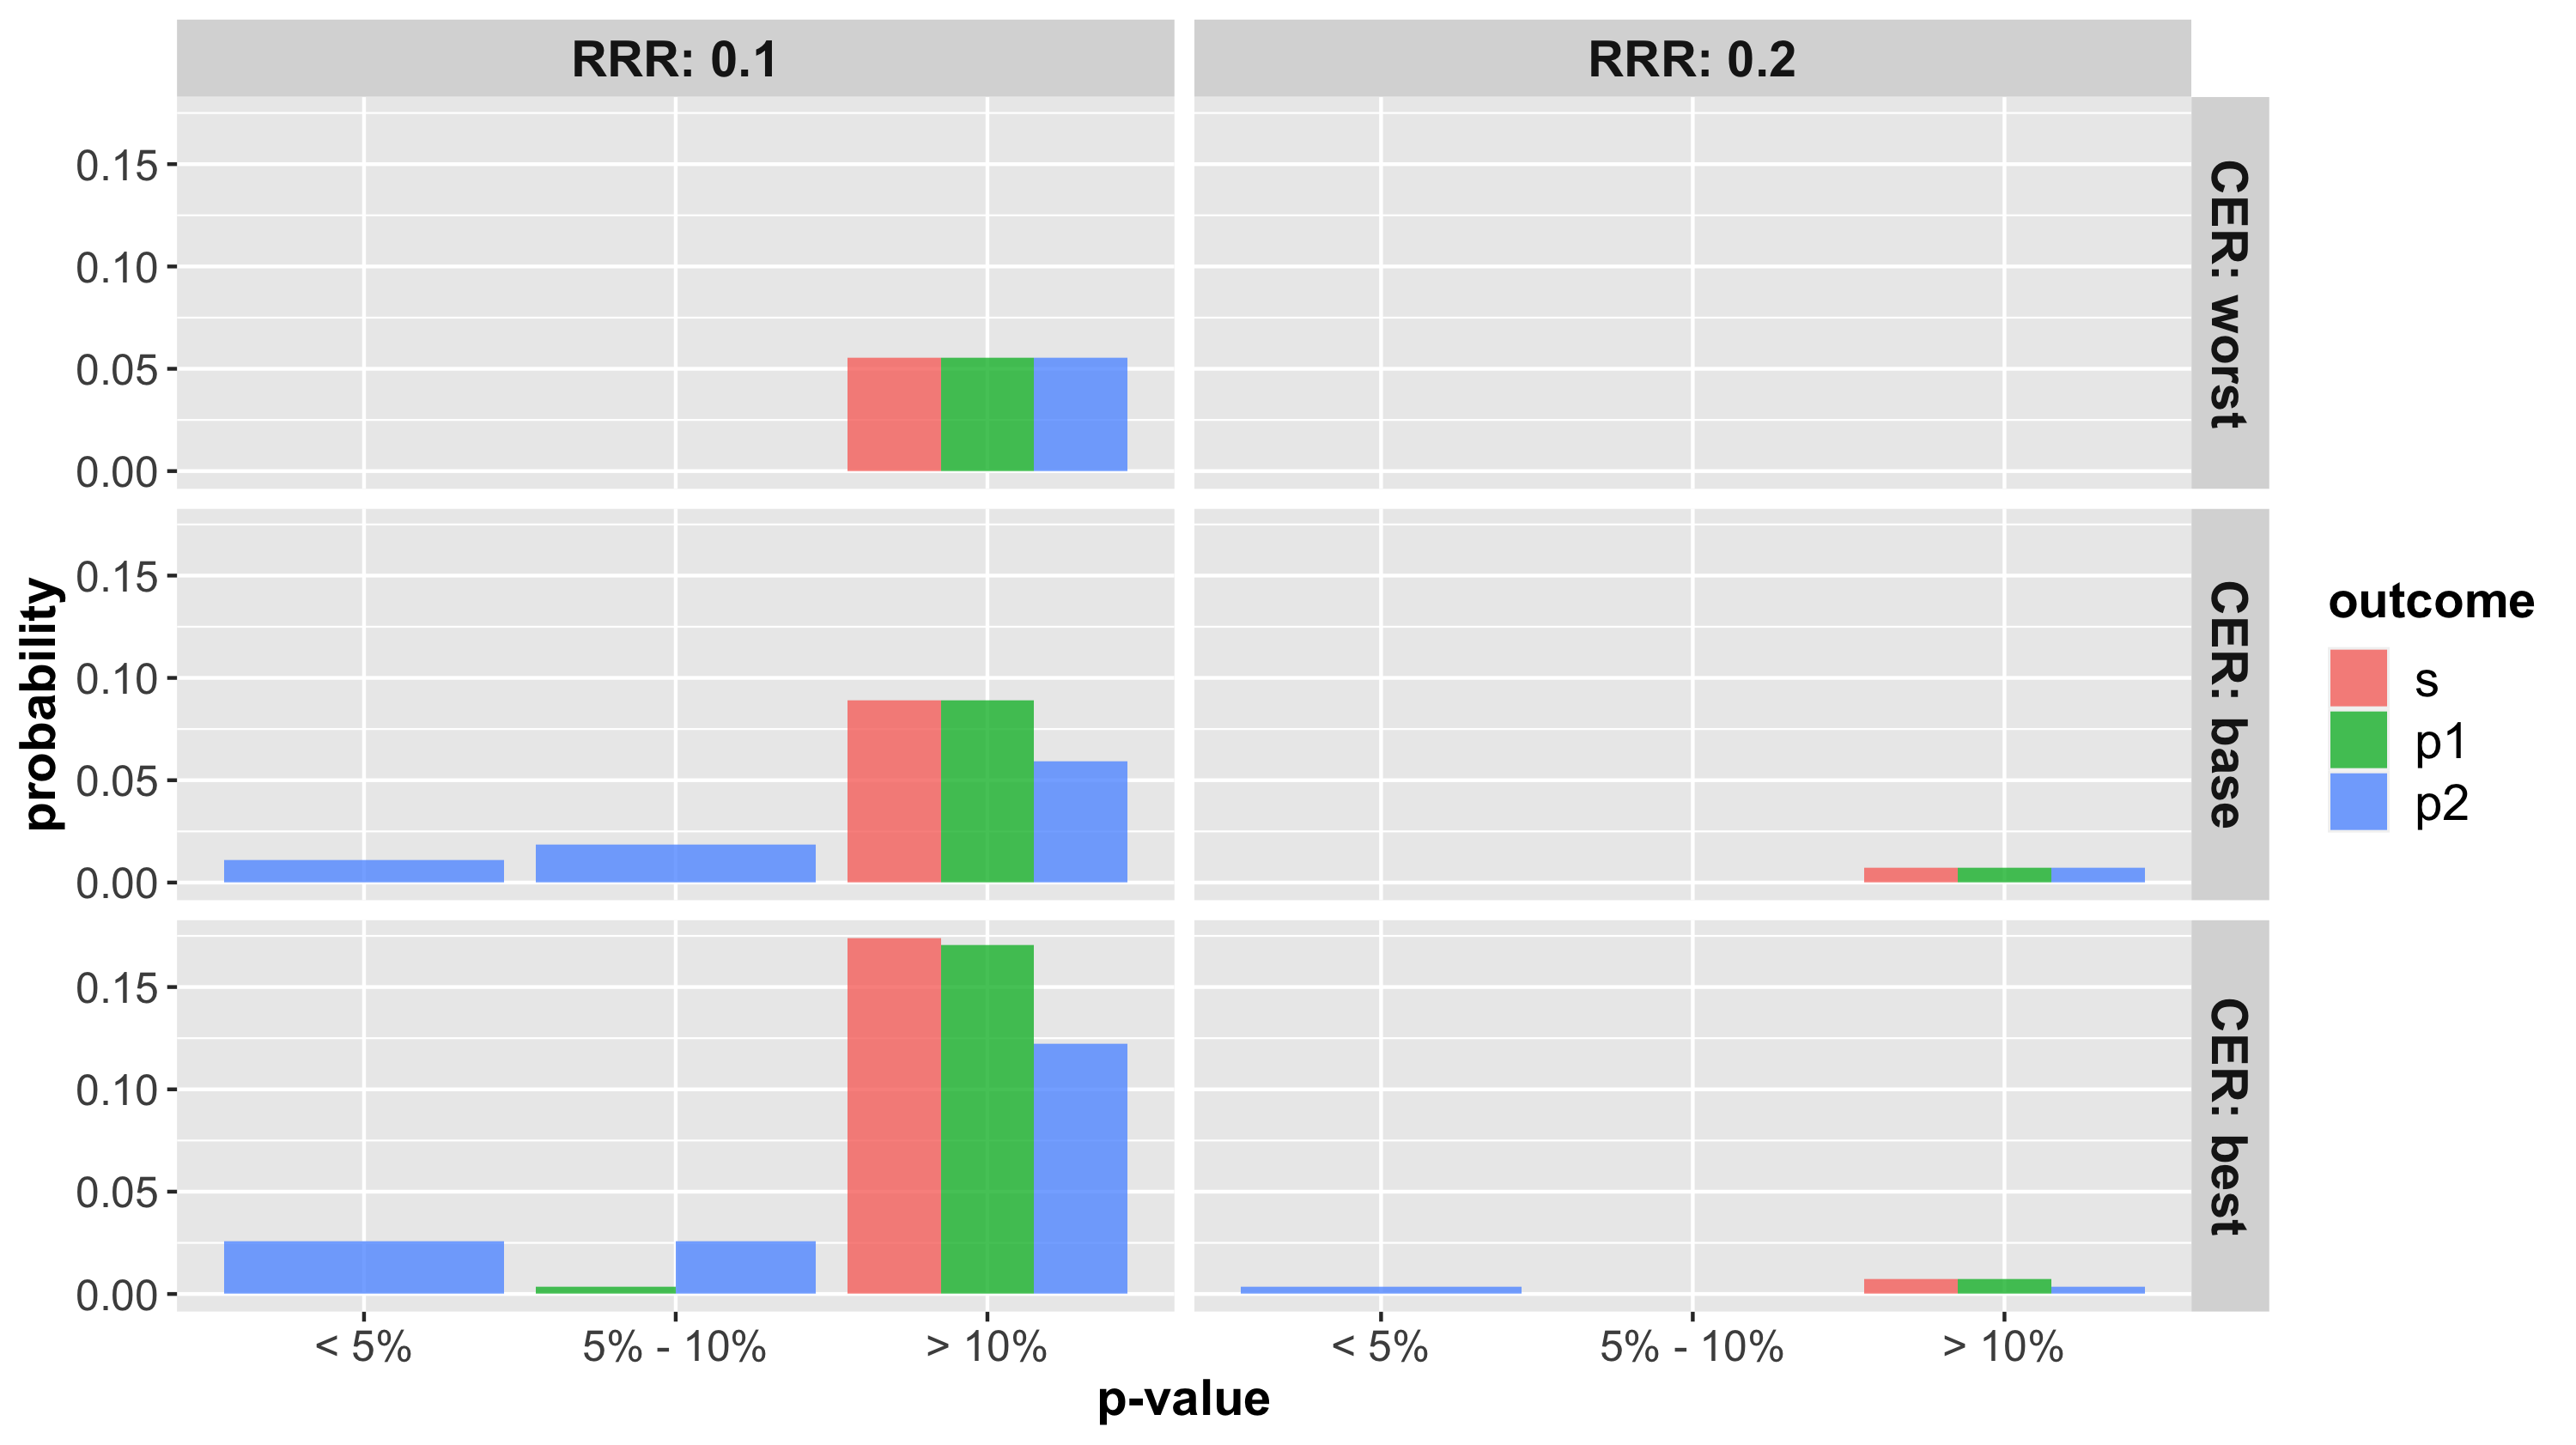 RRR: 0.1
RRR: 0.2
0.15
0.10
0.05
0.00
CER: worst
0.15
0.10
0.05
0.00
CER: base
0.15
0.10
0.05
0.00
CER: best
probability
< 5%
5% - 10%
> 10%
< 5%
5% - 10%
> 10%
p-value
outcome
s
p1
p2